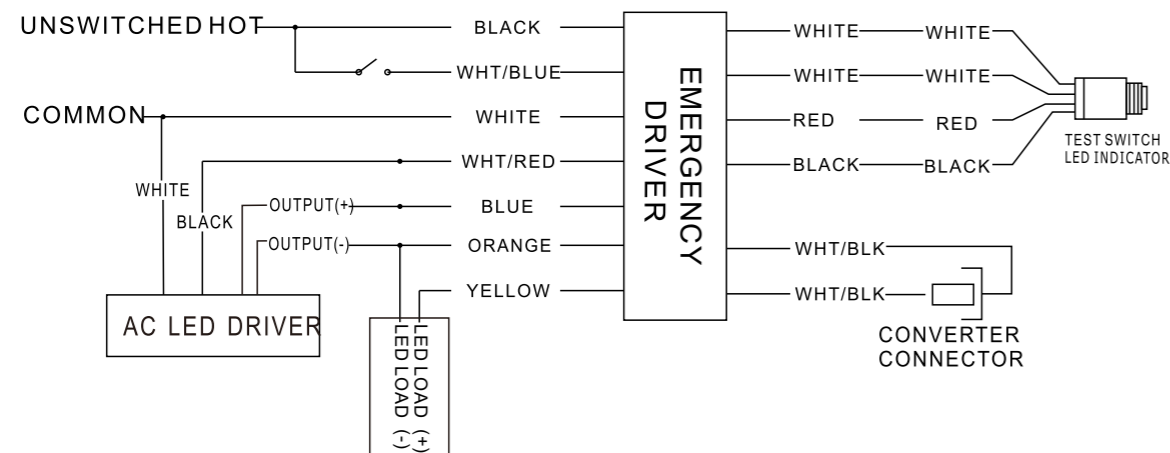 UNSWITCHED HOT
BLACK
WHT/BLUE
COMMON
WHITE
WHT/RED
WHITE
BLACK
OUTPUT(+)
BLUE
OUTPUT(-)
ORANGE
YELLOW
AC LED DRIVER
LED LOAD (-)
LED LOAD (+)
EMERGENCY
DRIVER
WHITE WHITE
WHITE WHITE
RED RED
BLACK BLACK
TEST SWITCH
LED INDICATOR
WHT/BLK
WHT/BLK
CONVERTER
CONNECTOR